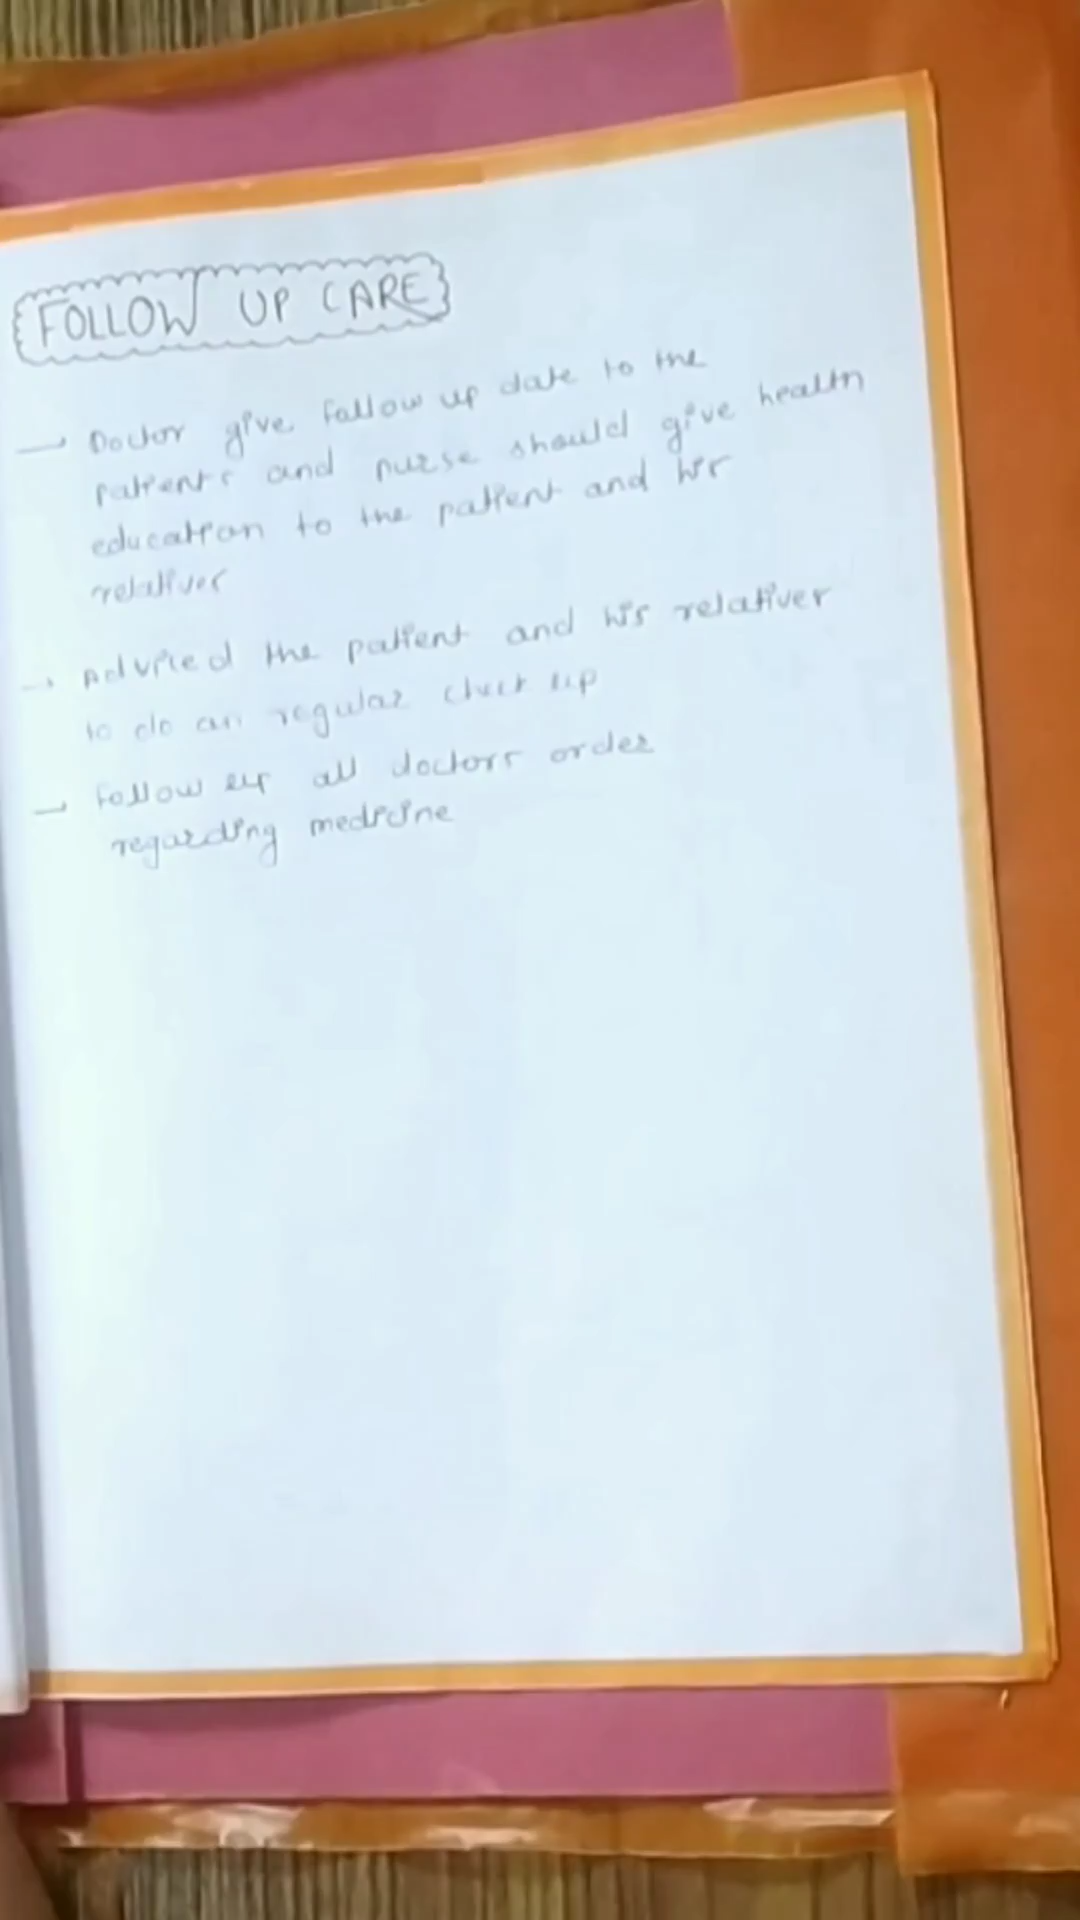 FOLLOW UP CARE
→ Doctor give follow up date to the
patients and nurse should give health
education to the patient and his
relatives
→ Adviced the patient and his relatives
to do an regular check up
→ Follow up all doctors order
regarding medicine